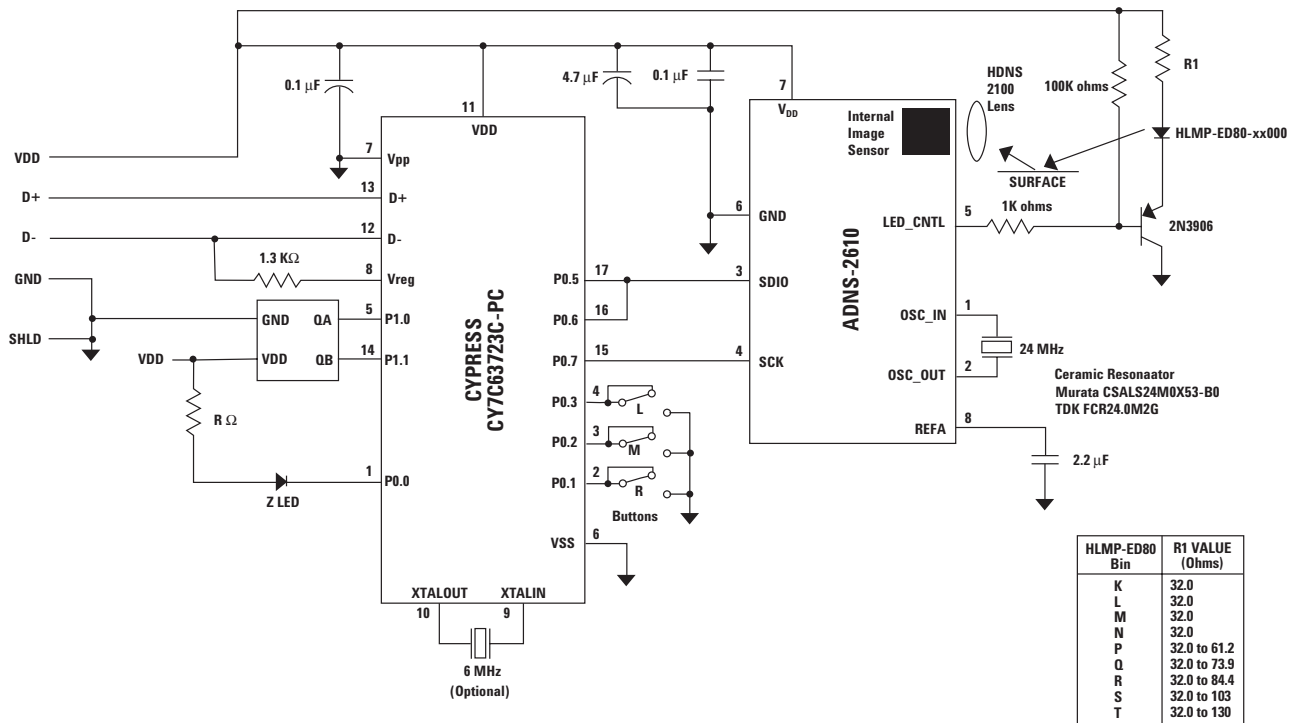 0.1 μF
4.7 μF
0.1 μF
7
VDD
HDNS
2100
Lens
100K ohms
R1
HLMP-ED80-xx000
11
VDD
Internal
Image
Sensor
SURFACE
VDD
7
Vpp
D+
13
D+
D-
12
D-
1.3 KΩ
8
Vreg
GND
SHLD
GND
QA
5
P1.0
VDD
VDD
QB
14
P1.1
R Ω
Z LED
1
P0.0
CYPRESS
CY7C63723C-PC
P0.5
17
P0.6
16
P0.7
15
P0.3
4
L
P0.2
3
M
P0.1
2
R
Buttons
VSS
6
XTALOUT
XTALIN
10
9
6 MHz
(Optional)
6
GND
3
SDIO
4
SCK
ADNS-2610
LED_CNTL
5
1K ohms
2N3906
OSC_IN
1
24 MHz
OSC_OUT
2
Ceramic Resonaator
Murata CSALS24M0X53-B0
TDK FCR24.0M2G
REFA
8
2.2 μF
HLMP-ED80
Bin
R1 VALUE
(Ohms)
K 32.0
L 32.0
M 32.0
N 32.0
P 32.0 to 61.2
Q 32.0 to 73.9
R 32.0 to 84.4
S 32.0 to 103
T 32.0 to 130